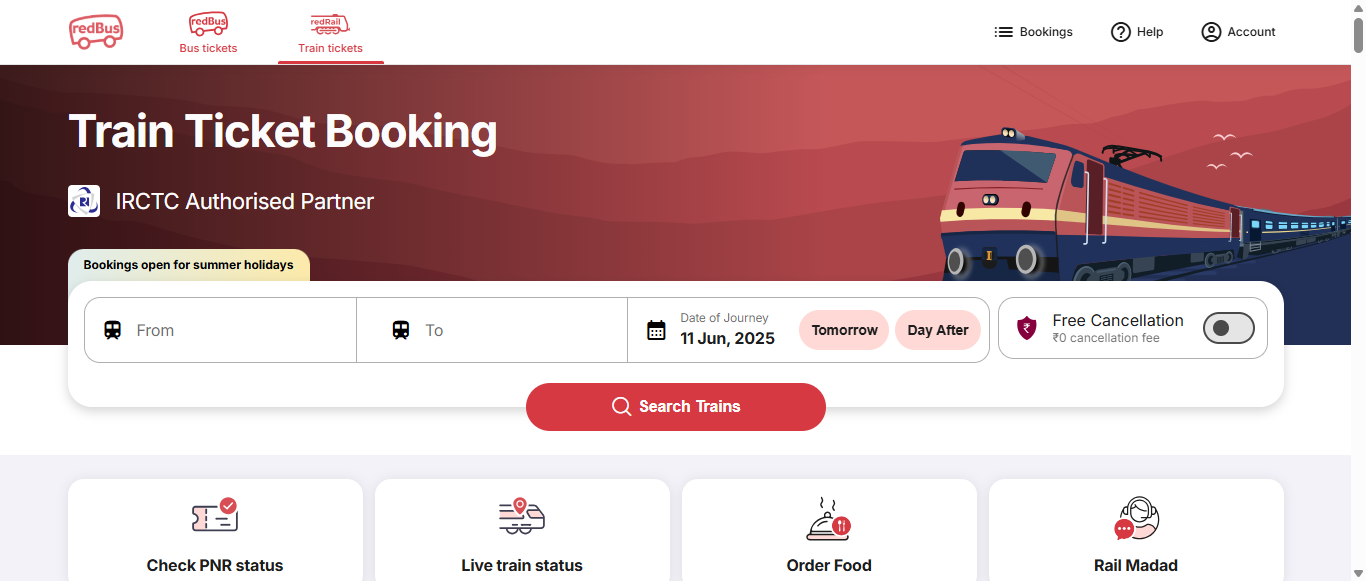 redBus
redBus
Bus tickets
redRail
Train tickets
Bookings
Help
Account
Train Ticket Booking
IRCTC Authorised Partner
Bookings open for summer holidays
From
To
Date of Journey
11 Jun, 2025
Tomorrow
Day After
Free Cancellation
₹0 cancellation fee
Search Trains
Check PNR status
Live train status
Order Food
Rail Madad